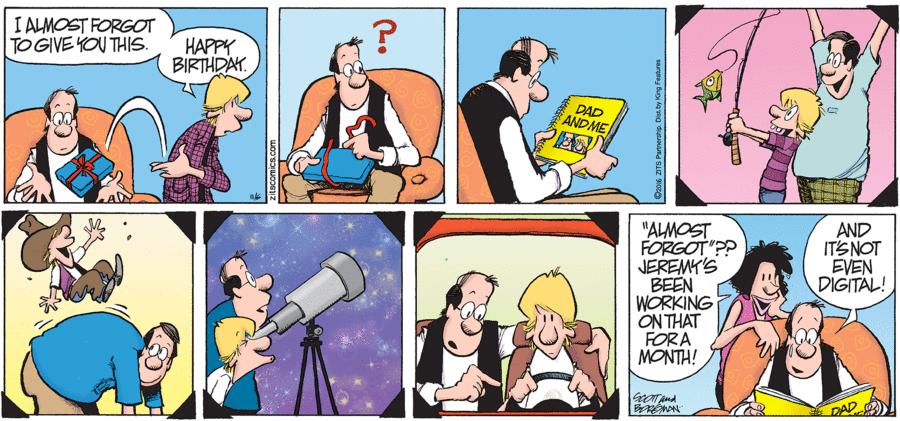 I ALMOST FORGOT
TO GIVE YOU THIS.
HAPPY
BIRTHDAY.
11/6
zitscomics.com
?
DAD
AND ME
©2016 ZITS Partnership. Dist. by King Features
"ALMOST
FORGOT"??
JEREMY'S
BEEN
WORKING
ON THAT
FOR A
MONTH!
AND
IT'S NOT
EVEN
DIGITAL!
SCOTT and
BORGMAN
DAD